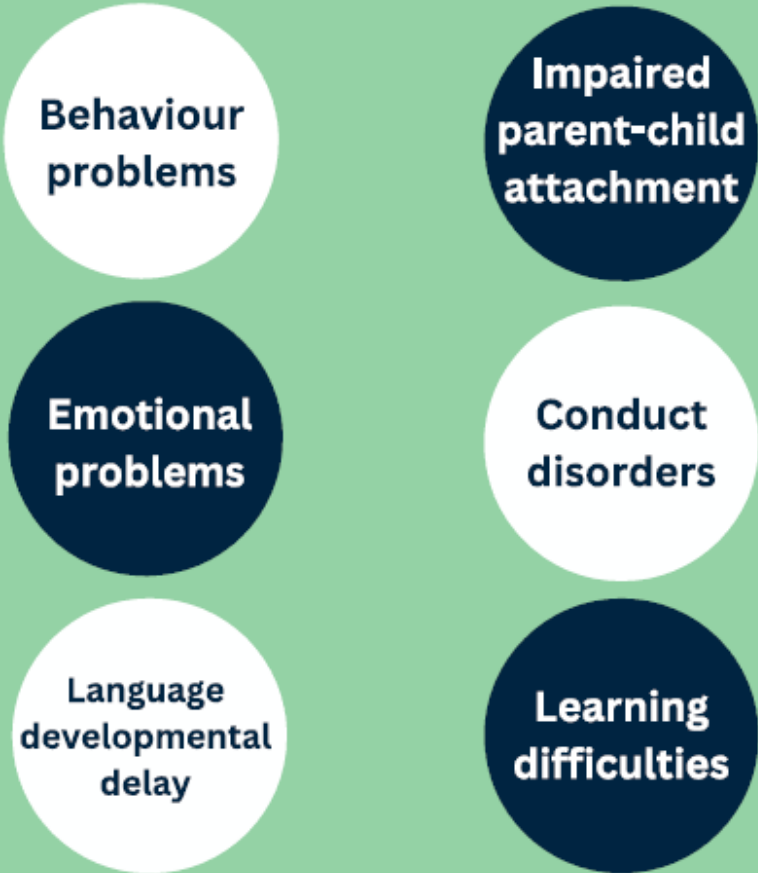 Behaviour
problems
Impaired
parent-child
attachment
Emotional
problems
Conduct
disorders
Language
developmental
delay
Learning
difficulties